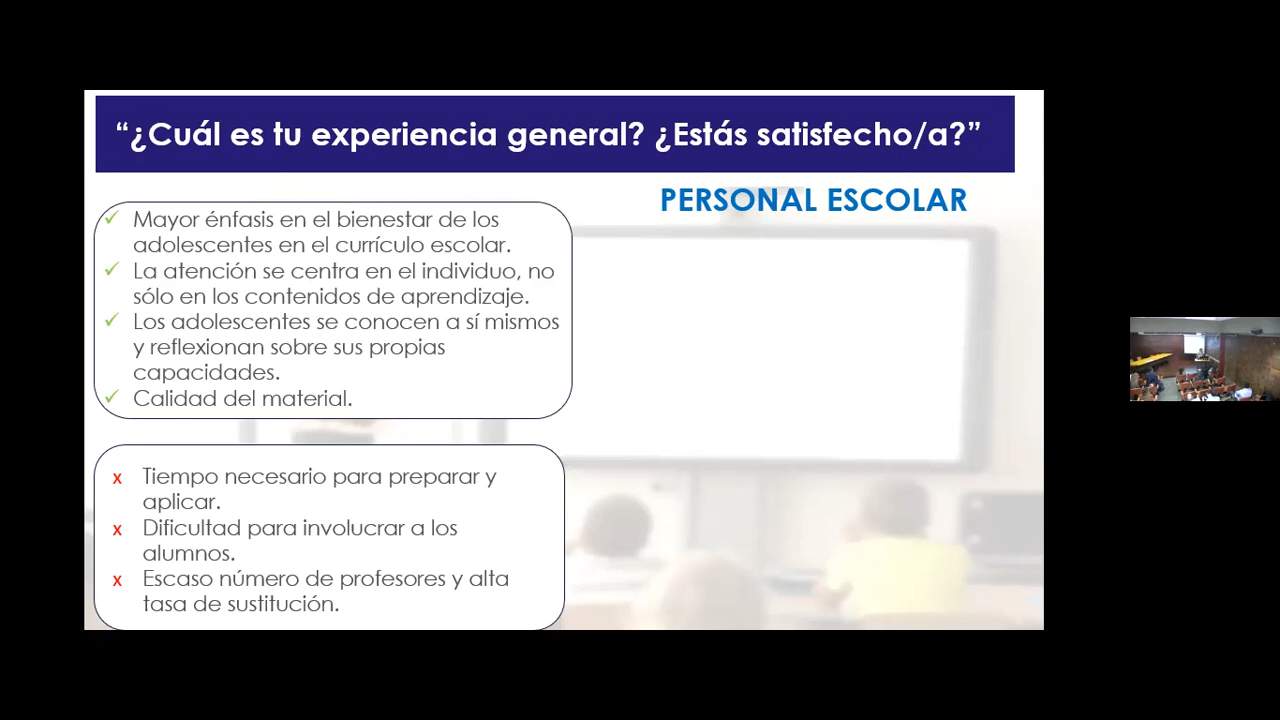 “¿Cuál es tu experiencia general? ¿Estás satisfecho/a?”
PERSONAL ESCOLAR
✓ Mayor énfasis en el bienestar de los
adolescentes en el currículo escolar.
✓ La atención se centra en el individuo, no
sólo en los contenidos de aprendizaje.
✓ Los adolescentes se conocen a sí mismos
y reflexionan sobre sus propias
capacidades.
✓ Calidad del material.
x Tiempo necesario para preparar y
aplicar.
x Dificultad para involucrar a los
alumnos.
x Escaso número de profesores y alta
tasa de sustitución.